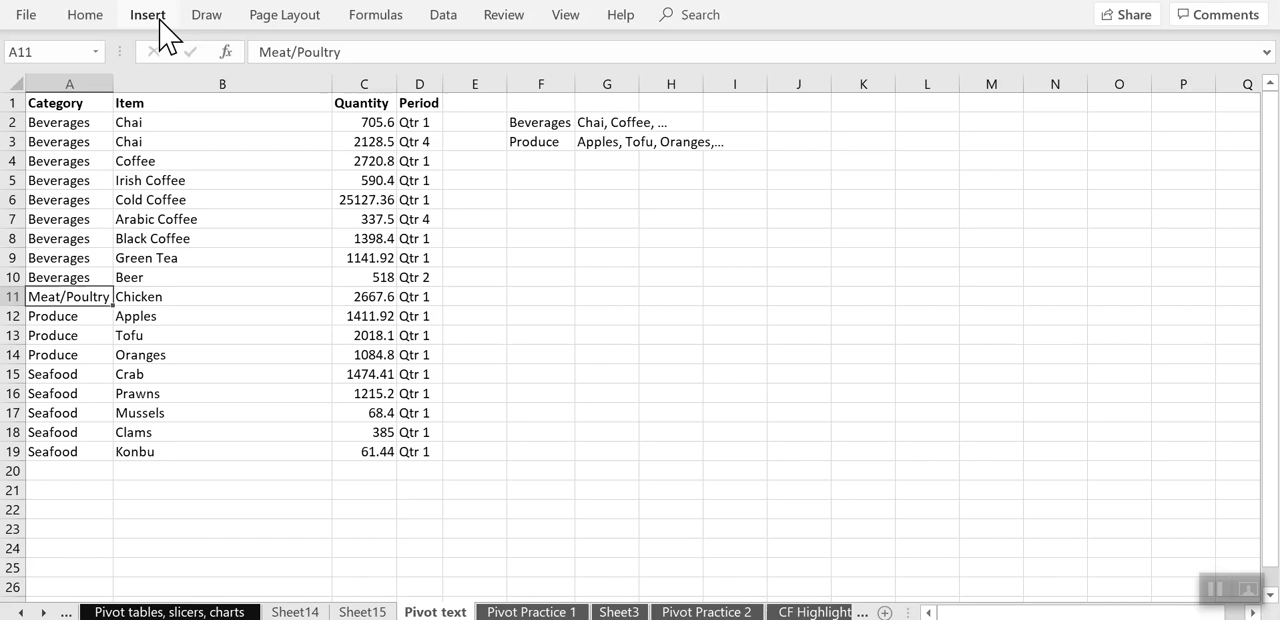 File Home Insert Draw Page Layout Formulas Data Review View Help Search Share Comments
A11 fx Meat/Poultry
A B C D E F G H I J K L M N O P Q
1 Category Item Quantity Period
2 Beverages Chai 705.6 Qtr 1 Beverages Chai, Coffee, ...
3 Beverages Chai 2128.5 Qtr 4 Produce Apples, Tofu, Oranges,...
4 Beverages Coffee 2720.8 Qtr 1
5 Beverages Irish Coffee 590.4 Qtr 1
6 Beverages Cold Coffee 25127.36 Qtr 1
7 Beverages Arabic Coffee 337.5 Qtr 4
8 Beverages Black Coffee 1398.4 Qtr 1
9 Beverages Green Tea 1141.92 Qtr 1
10 Beverages Beer 518 Qtr 2
11 Meat/Poultry Chicken 2667.6 Qtr 1
12 Produce Apples 1411.92 Qtr 1
13 Produce Tofu 2018.1 Qtr 1
14 Produce Oranges 1084.8 Qtr 1
15 Seafood Crab 1474.41 Qtr 1
16 Seafood Prawns 1215.2 Qtr 1
17 Seafood Mussels 68.4 Qtr 1
18 Seafood Clams 385 Qtr 1
19 Seafood Konbu 61.44 Qtr 1
20
21
22
23
24
25
26
... Pivot tables, slicers, charts Sheet14 Sheet15 Pivot text Pivot Practice 1 Sheet3 Pivot Practice 2 CF Highlight ...